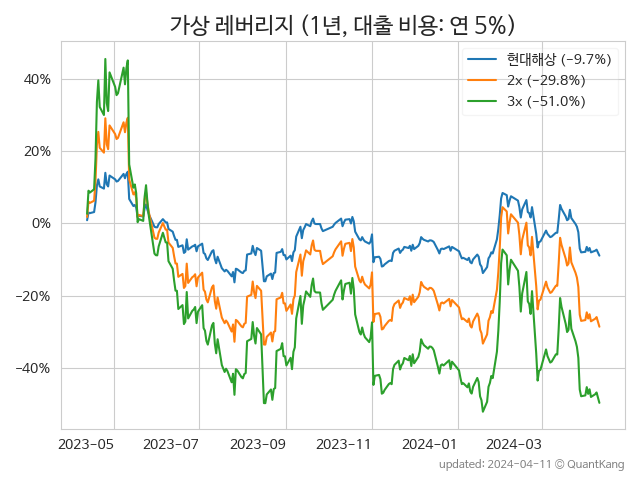 가상 레버리지 (1년, 대출 비용: 연 5%)
현대해상 (−9.7%)
2x (−29.8%)
3x (−51.0%)
40%
20%
0%
−20%
−40%
2023-05 2023-07 2023-09 2023-11 2024-01 2024-03
updated: 2024-04-11 © QuantKang